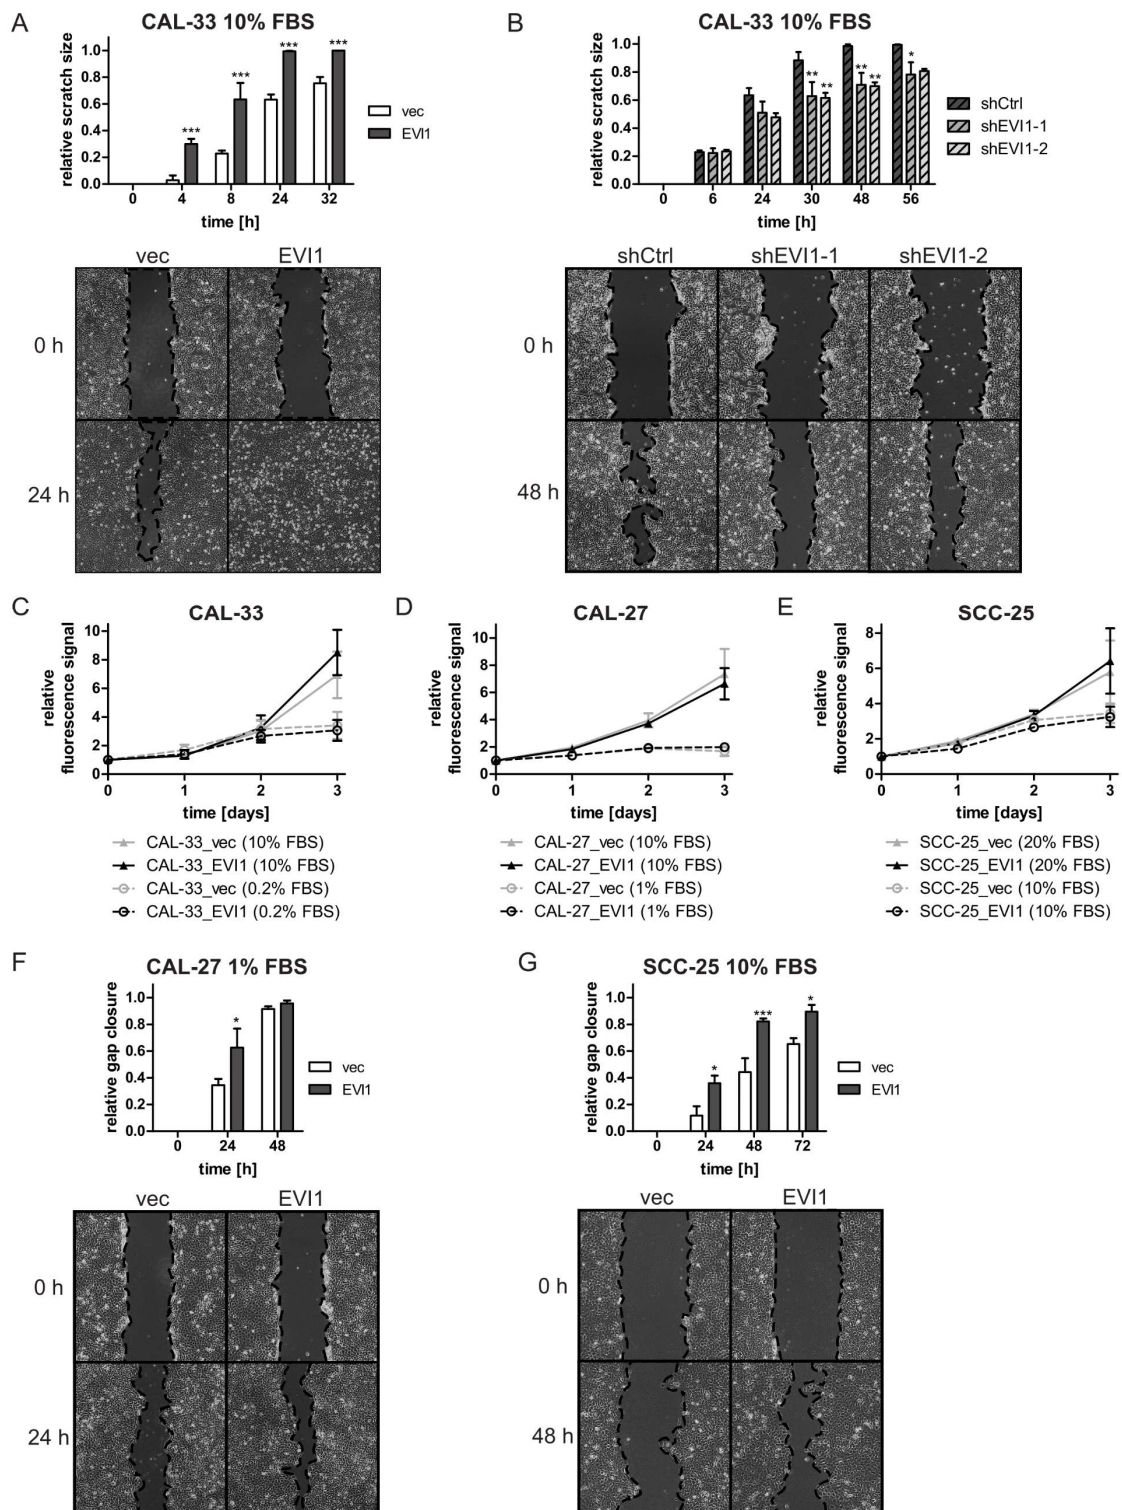 A
CAL-33 10% FBS
relative scratch size
1.0
0.8
0.6
0.4
0.2
0.0
***
***
***
***
0 4 8 24 32
time [h]
vec
EVI1
vec EVI1
0 h
24 h
B
CAL-33 10% FBS
relative scratch size
1.0
0.8
0.6
0.4
0.2
0.0
** **
** **
*
0 6 24 30 48 56
time [h]
shCtrl
shEVI1-1
shEVI1-2
shCtrl shEVI1-1 shEVI1-2
0 h
48 h
C
CAL-33
relative
fluorescence signal
10
8
6
4
2
0
0 1 2 3
time [days]
CAL-33_vec (10% FBS)
CAL-33_EVI1 (10% FBS)
CAL-33_vec (0.2% FBS)
CAL-33_EVI1 (0.2% FBS)
D
CAL-27
relative
fluorescence signal
10
8
6
4
2
0
0 1 2 3
time [days]
CAL-27_vec (10% FBS)
CAL-27_EVI1 (10% FBS)
CAL-27_vec (1% FBS)
CAL-27_EVI1 (1% FBS)
E
SCC-25
relative
fluorescence signal
8
6
4
2
0
0 1 2 3
time [days]
SCC-25_vec (20% FBS)
SCC-25_EVI1 (20% FBS)
SCC-25_vec (10% FBS)
SCC-25_EVI1 (10% FBS)
F
CAL-27 1% FBS
relative gap closure
1.0
0.8
0.6
0.4
0.2
0.0
*
0 24 48
time [h]
vec
EVI1
vec EVI1
0 h
24 h
G
SCC-25 10% FBS
relative gap closure
1.0
0.8
0.6
0.4
0.2
0.0
*
***
*
0 24 48 72
time [h]
vec
EVI1
vec EVI1
0 h
48 h